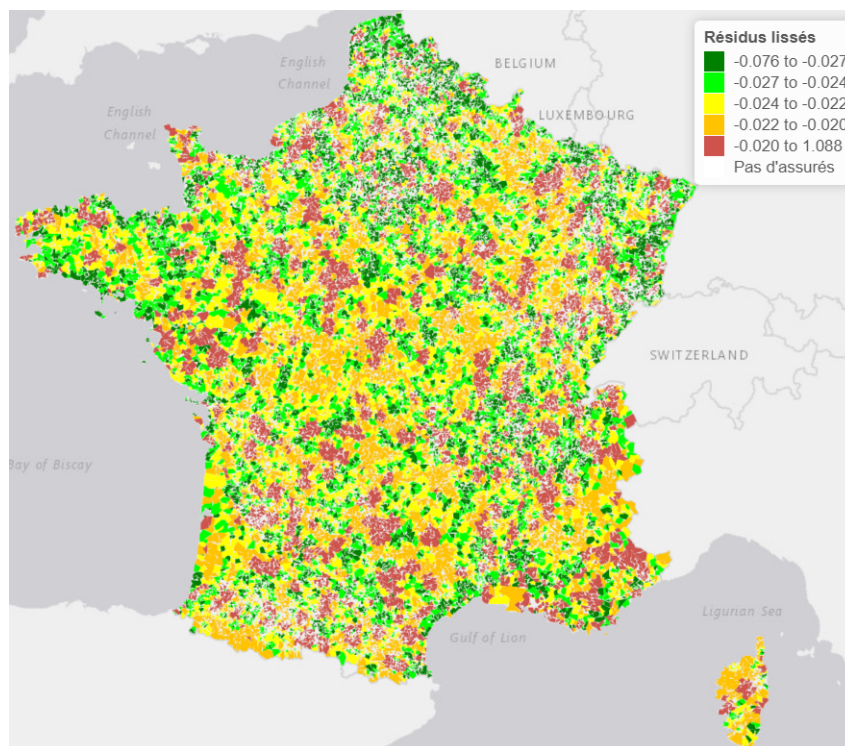 Résidus lissés
-0.076 to -0.027
-0.027 to -0.024
-0.024 to -0.022
-0.022 to -0.020
-0.020 to 1.088
Pas d'assurés
English
Channel
BELGIUM
English
Channel
LUXEMBOURG
SWITZERLAND
Bay of Biscay
Ligurian Sea
Gulf of Lion